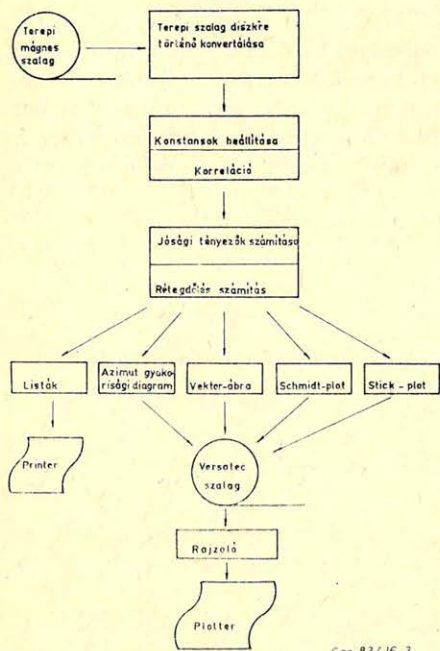 Terepi
mágnes
szalag
Terepi szalag diszkre
történő konvertálása
Konstansok beállítása
Korreláció
Jósági tényezők számítása
Rétegdőlés számítás
Listák
Azimut gyako-
risági diagram
Vektor-ábra
Schmidt-plot
Stick - plot
Printer
Versatec
szalag
Rajzoló
Plotter